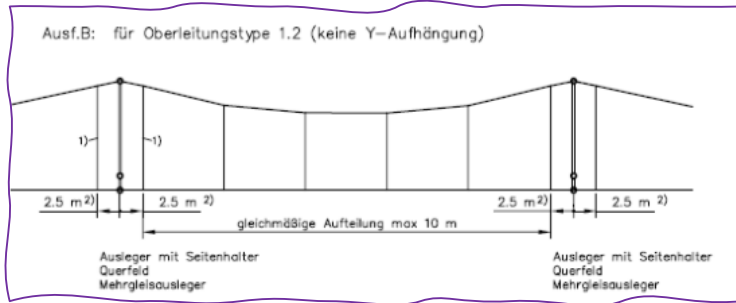 Ausf.B: für Oberleitungstype 1.2 (keine Y-Aufhängung)
1) 1)
2.5 m 2) 2.5 m 2) 2.5 m 2) 2.5 m 2)
gleichmäßige Aufteilung max 10 m
Ausleger mit Seitenhalter
Querfeld
Mehrgleisausleger
Ausleger mit Seitenhalter
Querfeld
Mehrgleisausleger